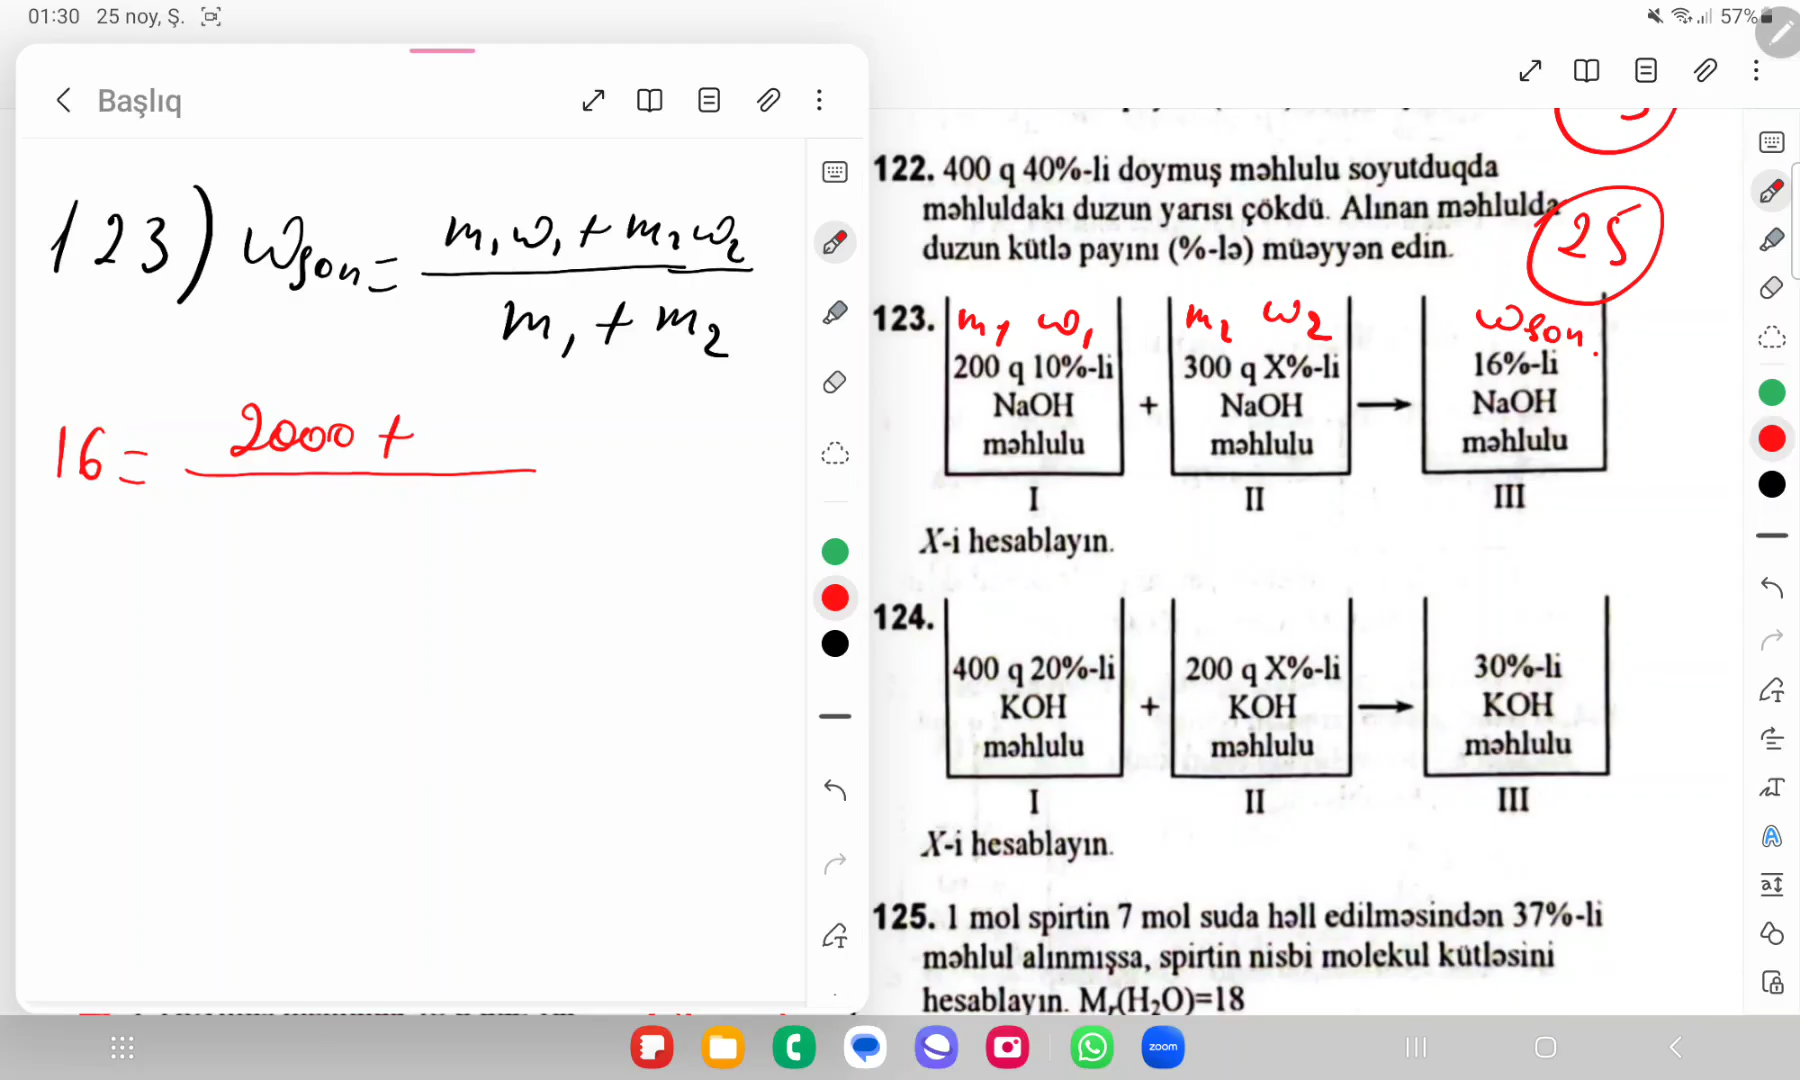 01:30 25 noy, Ş.
57%
Başlıq
123) ωson = m₁ω₁ + m₂ω₂
m₁ + m₂
16 = 2000 +
122. 400 q 40%-li doymuş məhlulu soyutduqda
məhluldakı duzun yarısı çökdü. Alınan məhlulda
duzun kütlə payını (%-lə) müəyyən edin.
25
123.
m₁ ω₁
200 q 10%-li
NaOH
məhlulu
I
+
m₂ ω₂
300 q X%-li
NaOH
məhlulu
II
→
ωson.
16%-li
NaOH
məhlulu
III
X-i hesablayın.
124.
400 q 20%-li
KOH
məhlulu
I
+
200 q X%-li
KOH
məhlulu
II
→
30%-li
KOH
məhlulu
III
X-i hesablayın.
125. 1 mol spirtin 7 mol suda həll edilməsindən 37%-li
məhlul alınmışsa, spirtin nisbi molekul kütləsini
hesablayın. Mr(H₂O)=18
zoom